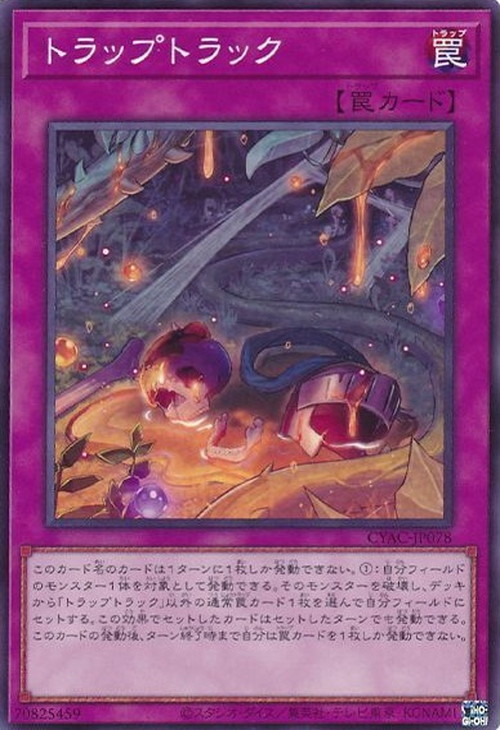 トラップトラック
トラップ
罠
トラップ
【罠カード】
CYAC-JP078
このカード名のカードは1ターンに1枚しか発動できない。①:自分フィールド
のモンスター1体を対象として発動できる。そのモンスターを破壊し、デッキ
から「トラップトラック」以外の通常罠カード1枚を選んで自分フィールドに
セットする。この効果でセットしたカードはセットしたターンでも発動できる。
このカードの発動後、ターン終了時まで自分は罠カードを1枚しか発動できない。
70825459 ©スタジオ・ダイス/集英社・テレビ東京・KONAMI